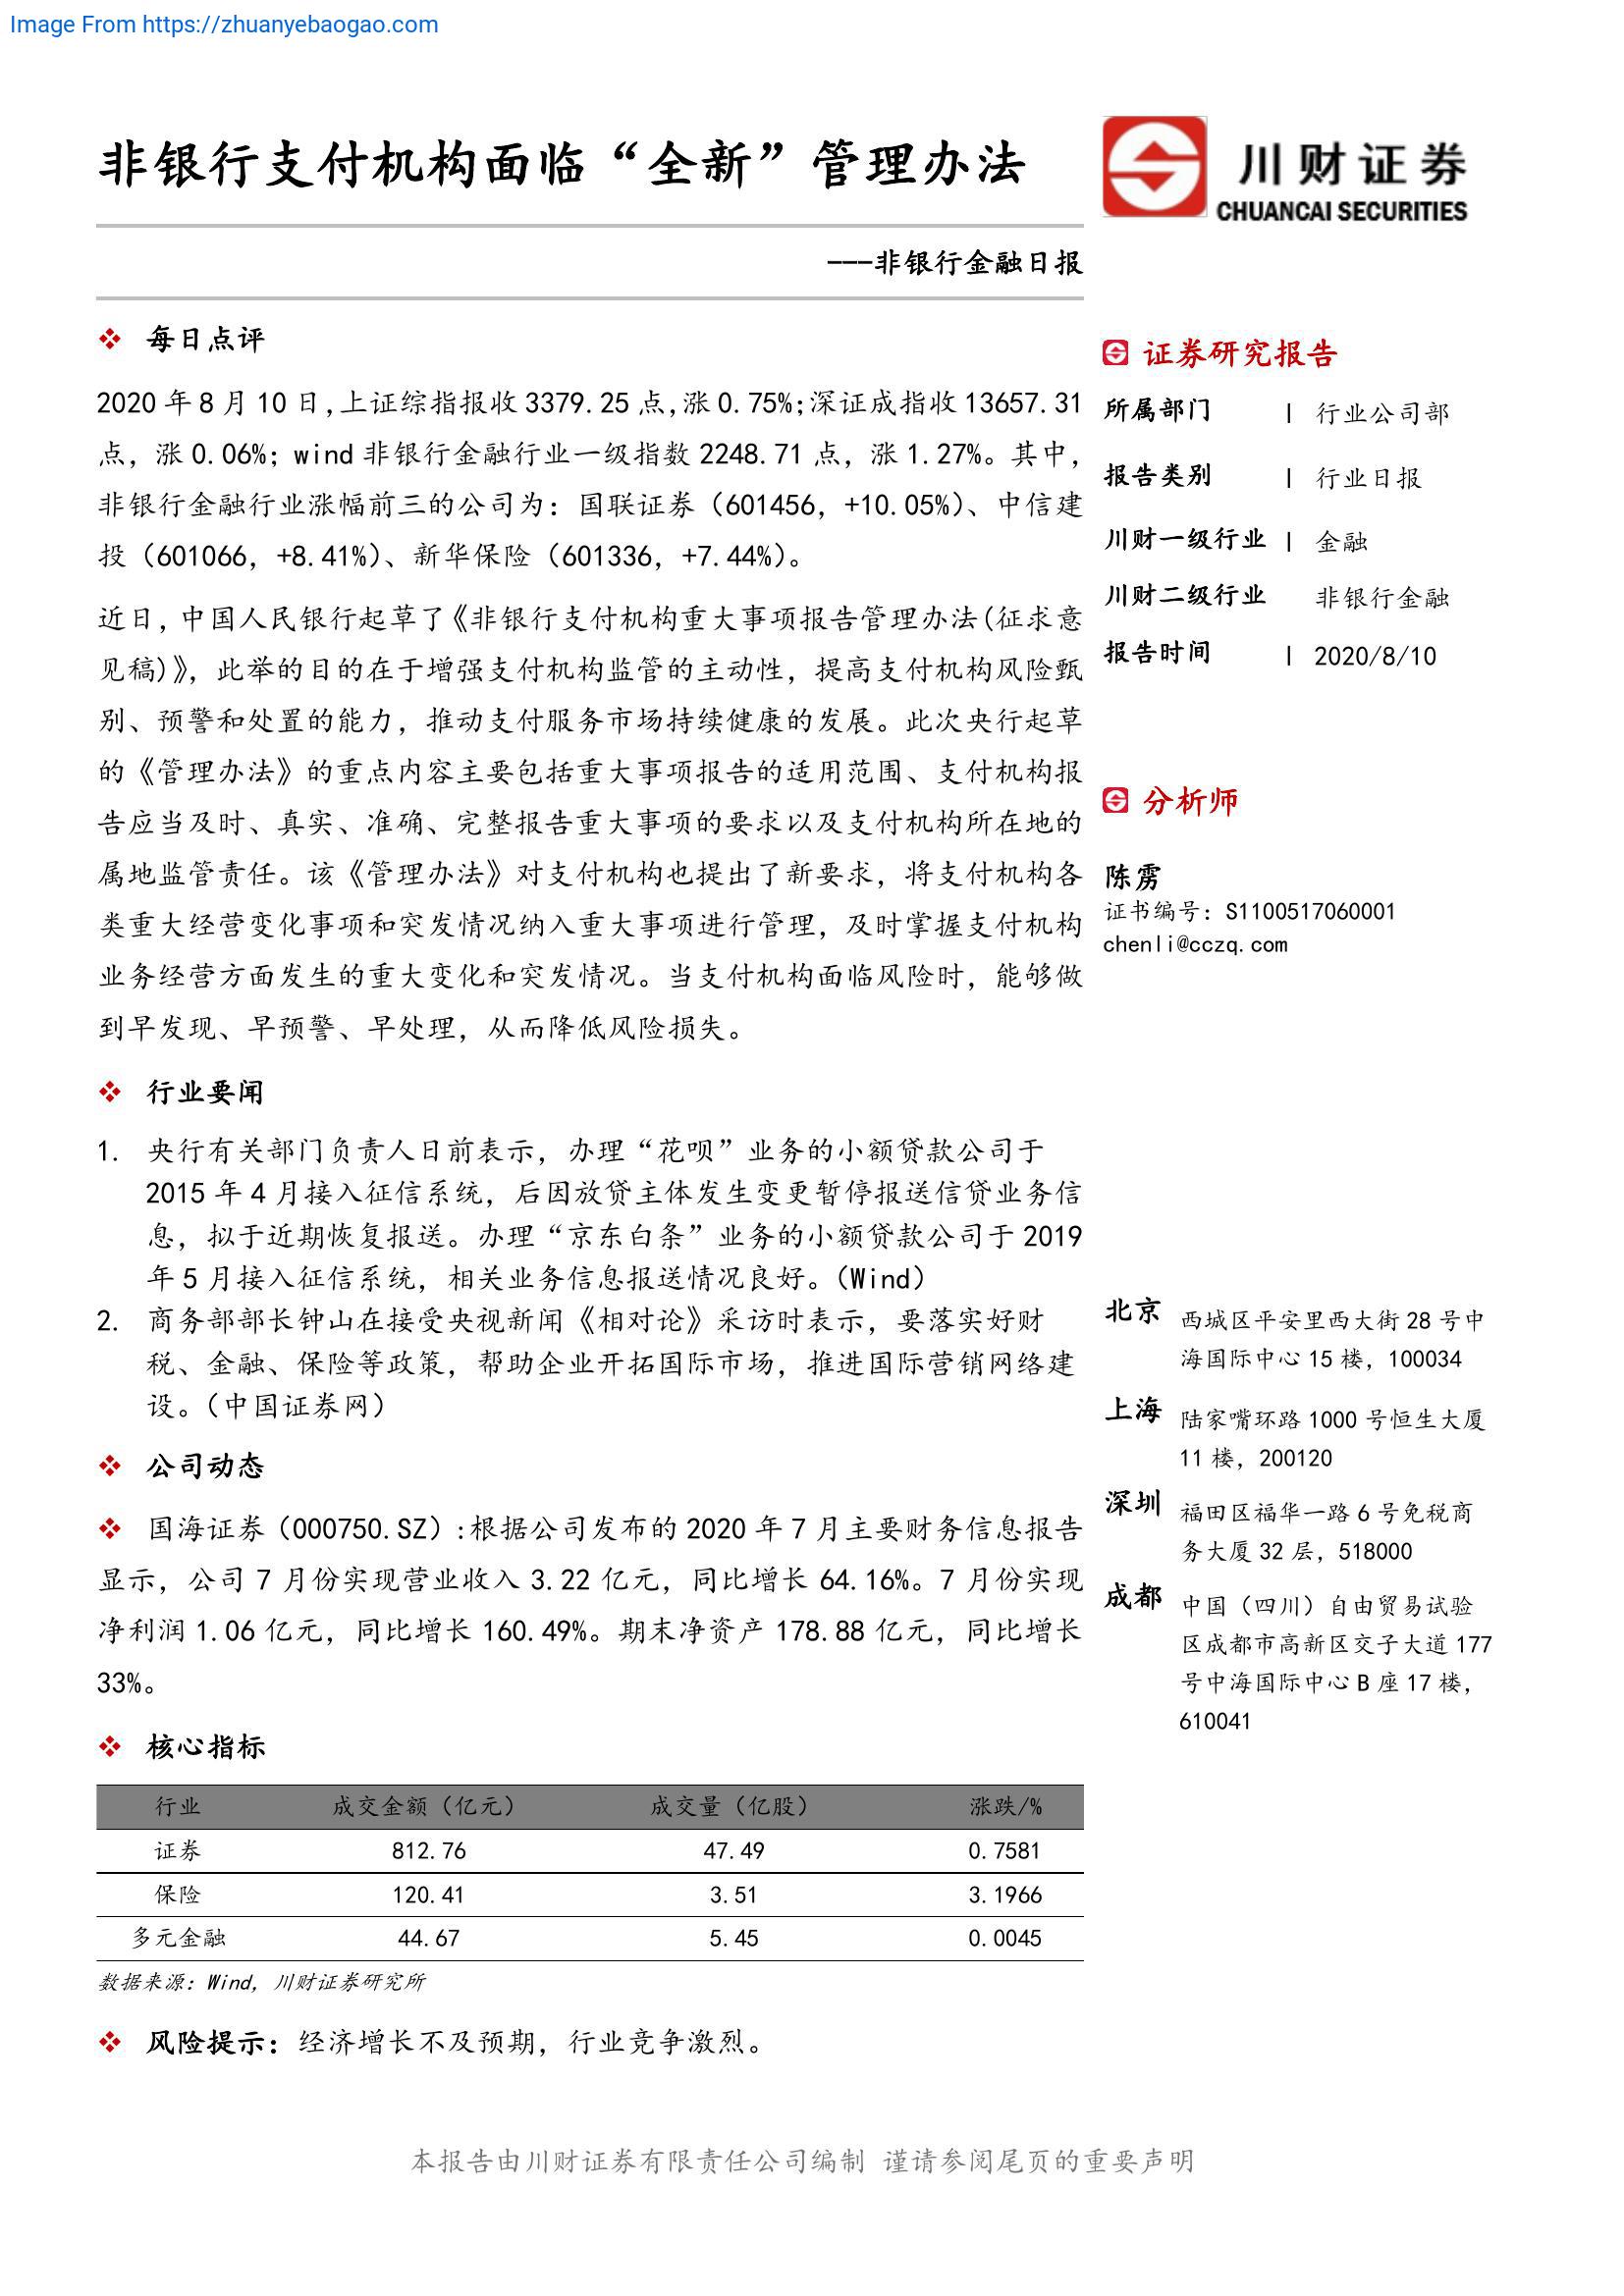 Image From https://zhuanyebaogao.com
非银行支付机构面临“全新”管理办法
川财证券
CHUANCAI SECURITIES
---非银行金融日报
❖ 每日点评
2020 年 8 月 10 日,上证综指报收 3379.25 点,涨 0.75%;深证成指收 13657.31
点，涨 0.06%；wind 非银行金融行业一级指数 2248.71 点，涨 1.27%。其中，
非银行金融行业涨幅前三的公司为：国联证券（601456，+10.05%）、中信建
投（601066，+8.41%）、新华保险（601336，+7.44%）。
近日，中国人民银行起草了《非银行支付机构重大事项报告管理办法(征求意
见稿)》，此举的目的在于增强支付机构监管的主动性，提高支付机构风险甄
别、预警和处置的能力，推动支付服务市场持续健康的发展。此次央行起草
的《管理办法》的重点内容主要包括重大事项报告的适用范围、支付机构报
告应当及时、真实、准确、完整报告重大事项的要求以及支付机构所在地的
属地监管责任。该《管理办法》对支付机构也提出了新要求，将支付机构各
类重大经营变化事项和突发情况纳入重大事项进行管理，及时掌握支付机构
业务经营方面发生的重大变化和突发情况。当支付机构面临风险时，能够做
到早发现、早预警、早处理，从而降低风险损失。
❖ 行业要闻
1. 央行有关部门负责人日前表示，办理“花呗”业务的小额贷款公司于
2015 年 4 月接入征信系统，后因放贷主体发生变更暂停报送信贷业务信
息，拟于近期恢复报送。办理“京东白条”业务的小额贷款公司于 2019
年 5 月接入征信系统，相关业务信息报送情况良好。（Wind）
2. 商务部部长钟山在接受央视新闻《相对论》采访时表示，要落实好财
税、金融、保险等政策，帮助企业开拓国际市场，推进国际营销网络建
设。（中国证券网）
❖ 公司动态
❖ 国海证券（000750.SZ）:根据公司发布的 2020 年 7 月主要财务信息报告
显示，公司 7 月份实现营业收入 3.22 亿元，同比增长 64.16%。7 月份实现
净利润 1.06 亿元，同比增长 160.49%。期末净资产 178.88 亿元，同比增长
33%。
❖ 核心指标
行业 成交金额（亿元） 成交量（亿股） 涨跌/%
证券 812.76 47.49 0.7581
保险 120.41 3.51 3.1966
多元金融 44.67 5.45 0.0045
数据来源：Wind，川财证券研究所
❖ 风险提示：经济增长不及预期，行业竞争激烈。
证券研究报告
所属部门 | 行业公司部
报告类别 | 行业日报
川财一级行业 | 金融
川财二级行业 非银行金融
报告时间 | 2020/8/10
分析师
陈雳
证书编号：S1100517060001
chenli@cczq.com
北京 西城区平安里西大街 28 号中
海国际中心 15 楼，100034
上海 陆家嘴环路 1000 号恒生大厦
11 楼，200120
深圳 福田区福华一路 6 号免税商
务大厦 32 层，518000
成都 中国（四川）自由贸易试验
区成都市高新区交子大道 177
号中海国际中心 B 座 17 楼，
610041
本报告由川财证券有限责任公司编制 谨请参阅尾页的重要声明